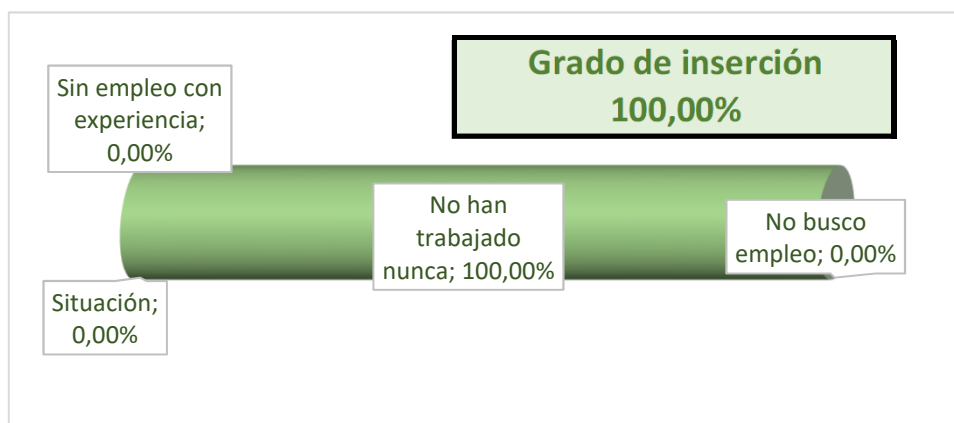 Grado de inserción
100,00%
Sin empleo con
experiencia;
0,00%
No han
trabajado
nunca; 100,00%
No busco
empleo; 0,00%
Situación;
0,00%